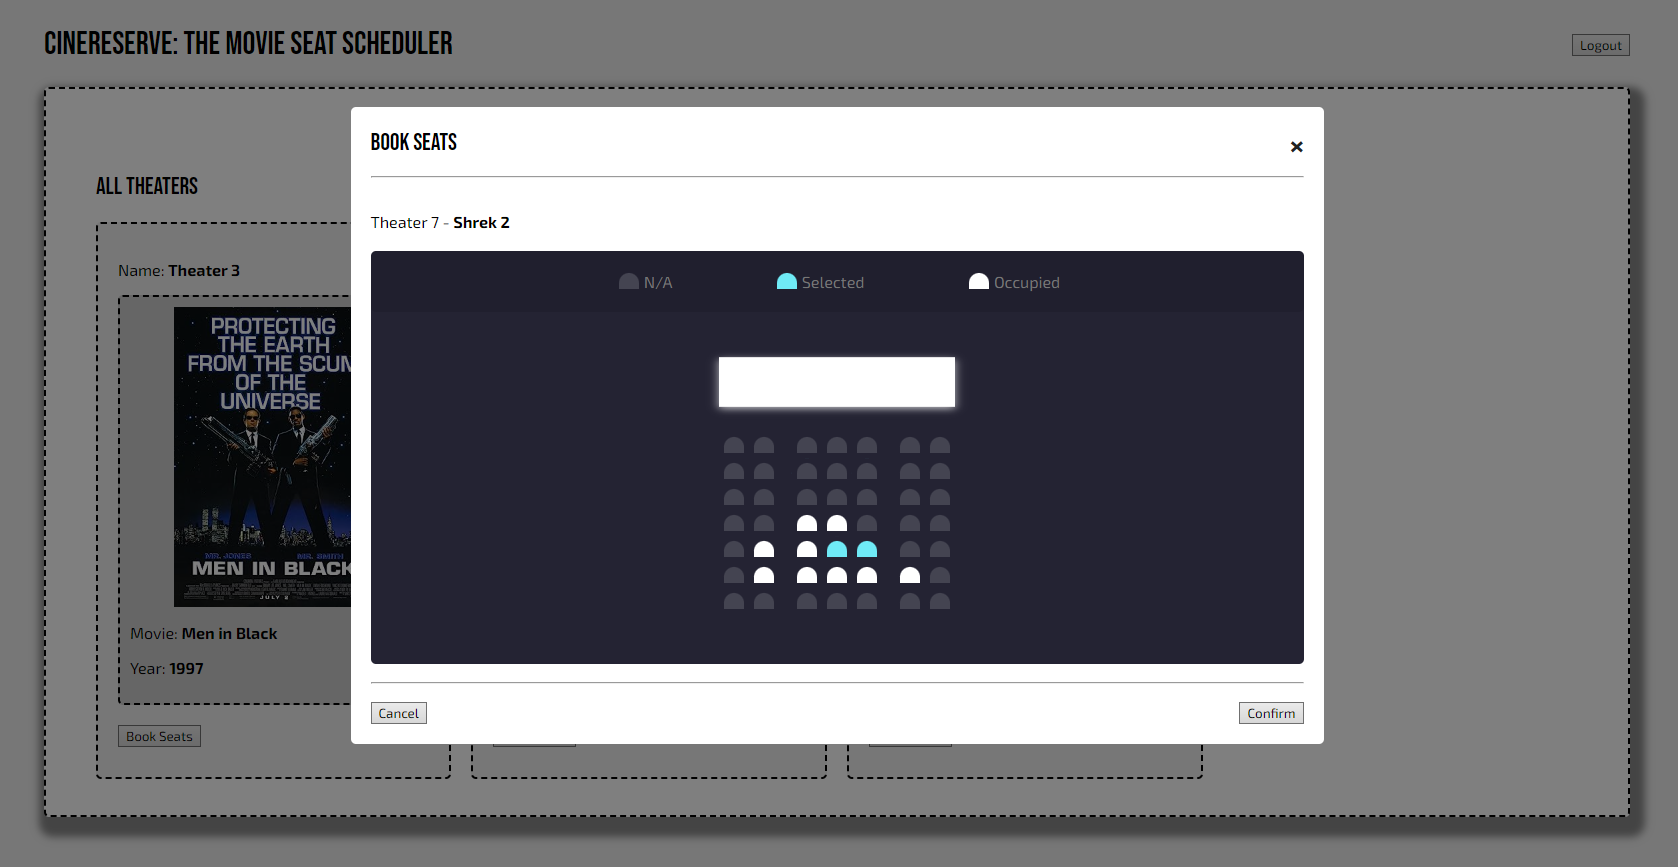 CINERESERVE: THE MOVIE SEAT SCHEDULER
Logout
BOOK SEATS
×
ALL THEATERS
Theater 7 - Shrek 2
Name: Theater 3
N/A
Selected
Occupied
PROTECTING
THE EARTH
FROM THE SCUM
OF THE
UNIVERSE
MR. JONES
MR. SMITH
MEN IN BLACK
JULY 2
Movie: Men in Black
Year: 1997
Cancel
Confirm
Book Seats